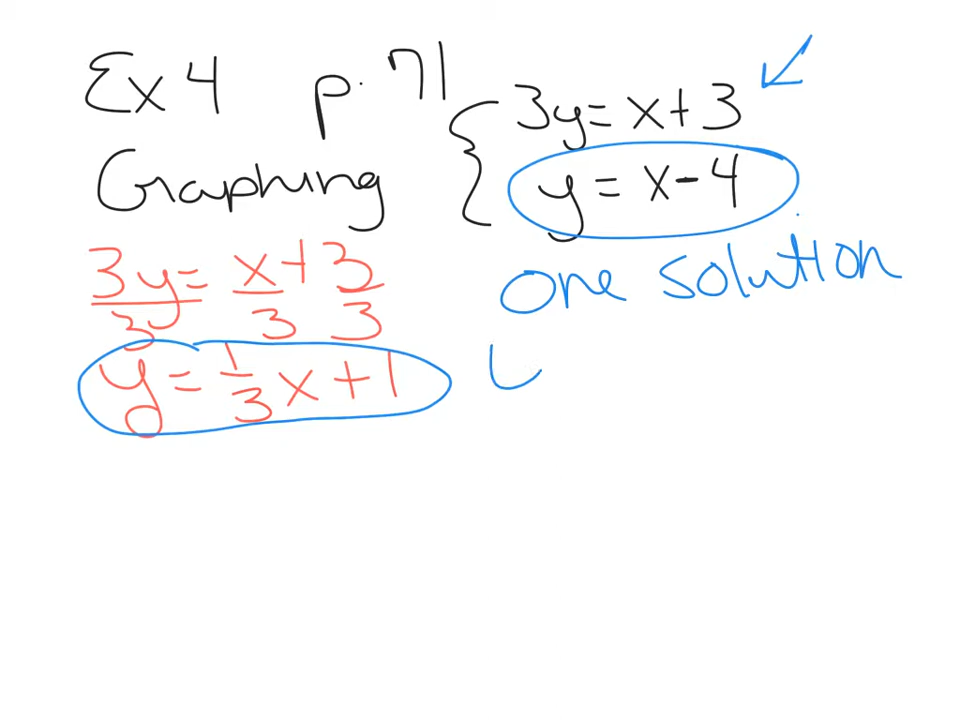 Ex 4 p. 71
Graphing
3y = x + 3
y = x - 4
3y/3 = x/3 + 3/3
y = 1/3 x + 1
one solution